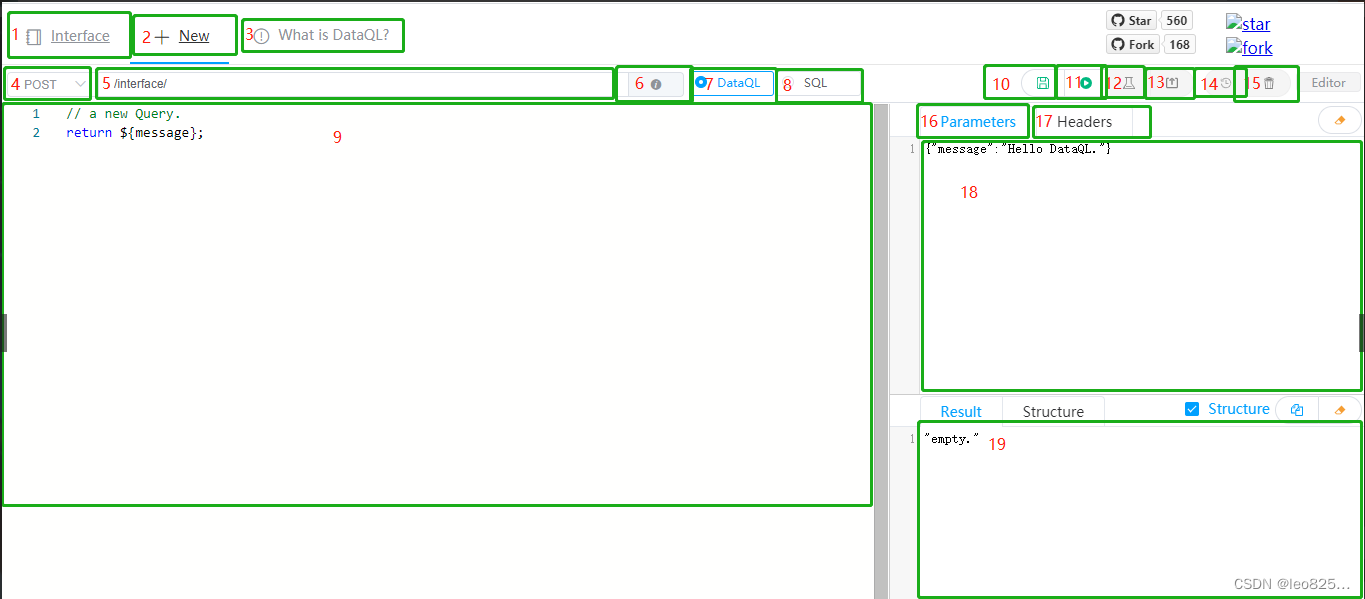 1 Interface 2 New 3 What is DataQL? Star 560 star
Fork 168 fork
4 POST 5 /interface/ 6 7 DataQL 8 SQL 10 11 12 13 14 15 Editor
1 // a new Query.
2 return ${message};
9
16 Parameters 17 Headers
1 {"message":"Hello DataQL."}
18
Result Structure Structure
1 "empty." 19
CSDN @leo825...